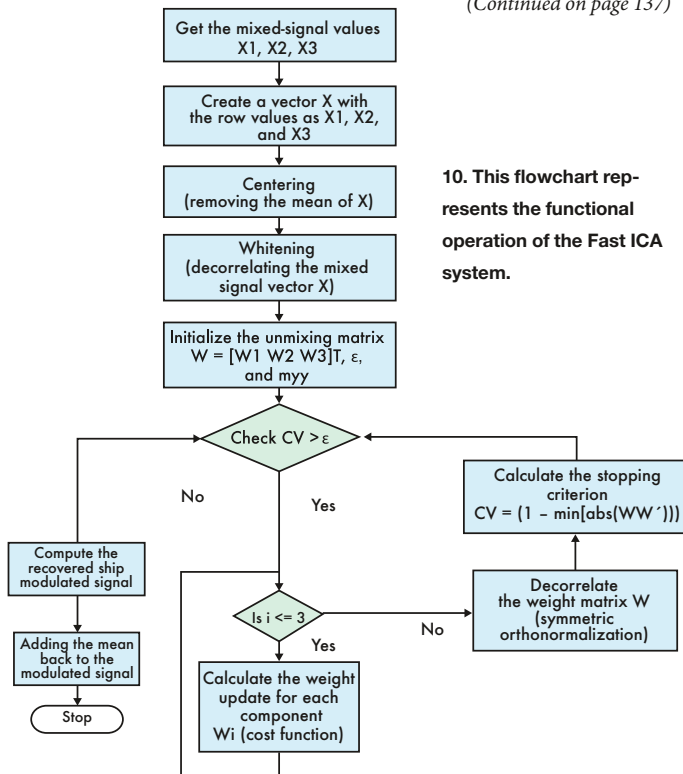 (Continued on page 137)
Get the mixed-signal values
X1, X2, X3
Create a vector X with
the row values as X1, X2,
and X3
Centering
(removing the mean of X)
10. This flowchart rep-
resents the functional
operation of the Fast ICA
system.
Whitening
(decorrelating the mixed
signal vector X)
Initialize the unmixing matrix
W = [W1 W2 W3]T, ε,
and myy
Check CV > ε
No
Yes
Calculate the stopping
criterion
CV = (1 – min[abs(WW´)))
Compute the
recovered ship
modulated signal
Is i <= 3
No
Yes
Decorrelate
the weight matrix W
(symmetric
orthonormalization)
Adding the mean
back to the
modulated signal
Stop
Calculate the weight
update for each
component
Wi (cost function)